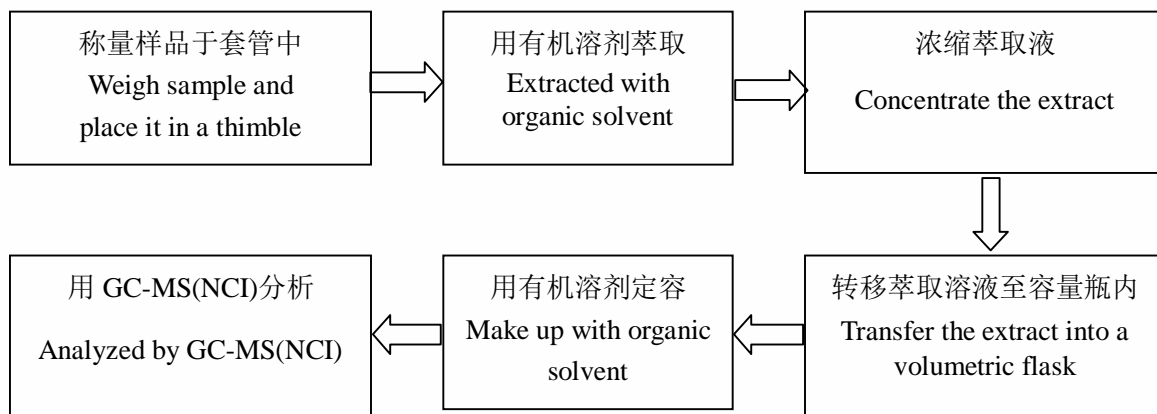 称量样品于套管中
Weigh sample and
place it in a thimble
用有机溶剂萃取
Extracted with
organic solvent
浓缩萃取液
Concentrate the extract
转移萃取溶液至容量瓶内
Transfer the extract into a
volumetric flask
用有机溶剂定容
Make up with organic
solvent
用 GC-MS(NCI)分析
Analyzed by GC-MS(NCI)